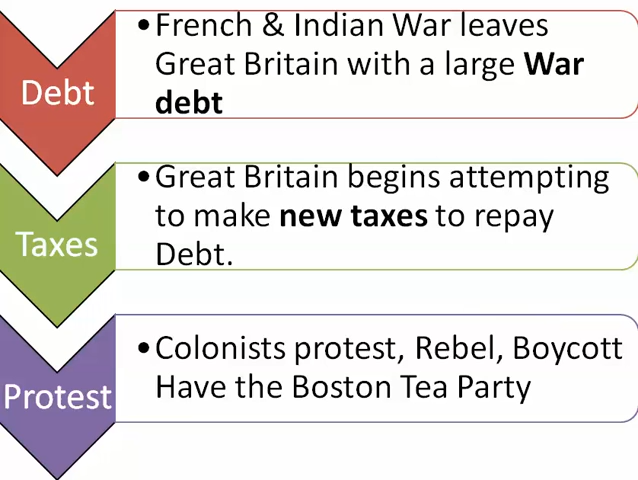 Debt
•French & Indian War leaves
Great Britain with a large War
debt
Taxes
•Great Britain begins attempting
to make new taxes to repay
Debt.
Protest
•Colonists protest, Rebel, Boycott
Have the Boston Tea Party